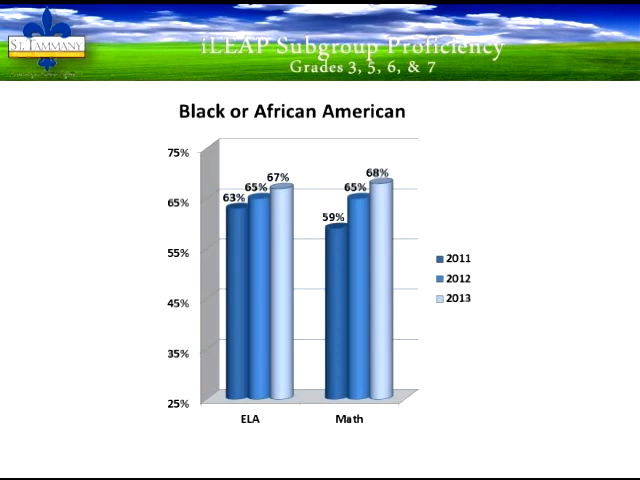 ST. TAMMANY
iLEAP Subgroup Proficiency
Grades 3, 5, 6, & 7
Black or African American
75%
65%
55%
45%
35%
25%
63%
65%
67%
59%
65%
68%
ELA
Math
2011
2012
2013